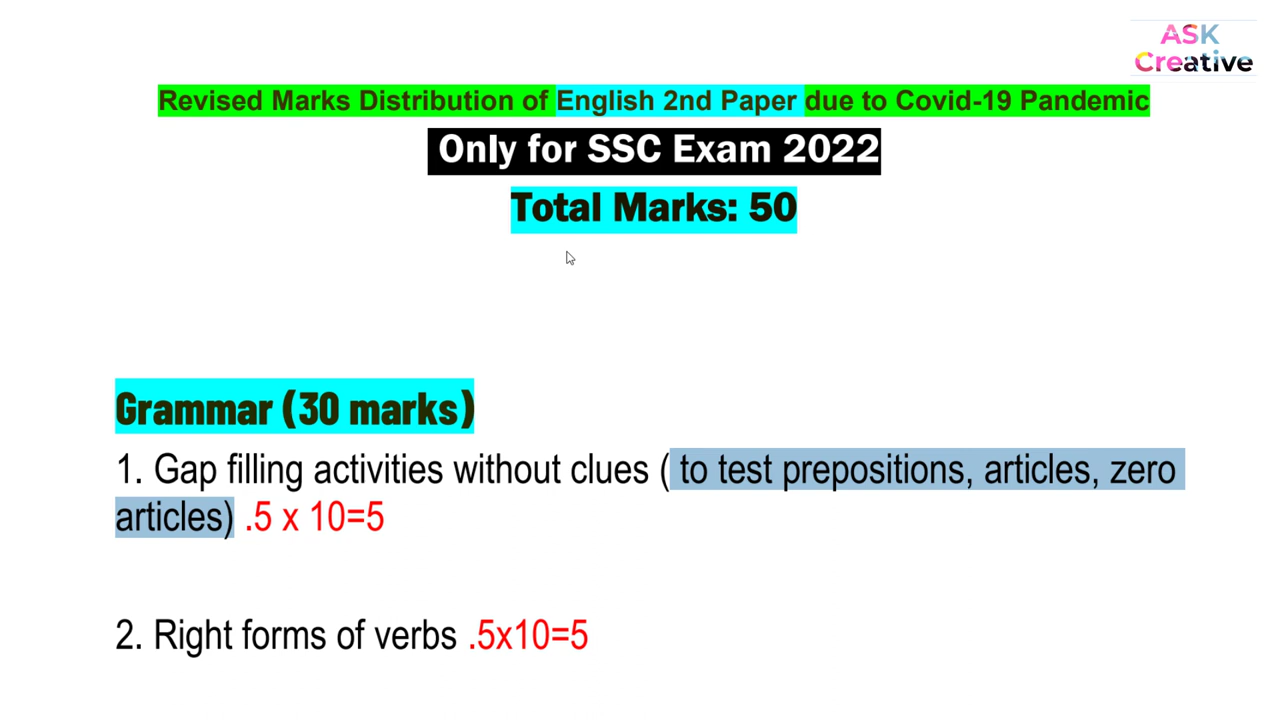 ASK
Creative
Revised Marks Distribution of English 2nd Paper due to Covid-19 Pandemic
Only for SSC Exam 2022
Total Marks: 50
Grammar (30 marks)
1. Gap filling activities without clues ( to test prepositions, articles, zero
articles) .5 x 10=5
2. Right forms of verbs .5x10=5